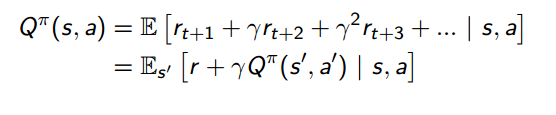 Q^π(s, a) = 𝔼 [r_{t+1} + γr_{t+2} + γ²r_{t+3} + ... | s, a]
= 𝔼_{s′} [r + γQ^π(s′, a′) | s, a]